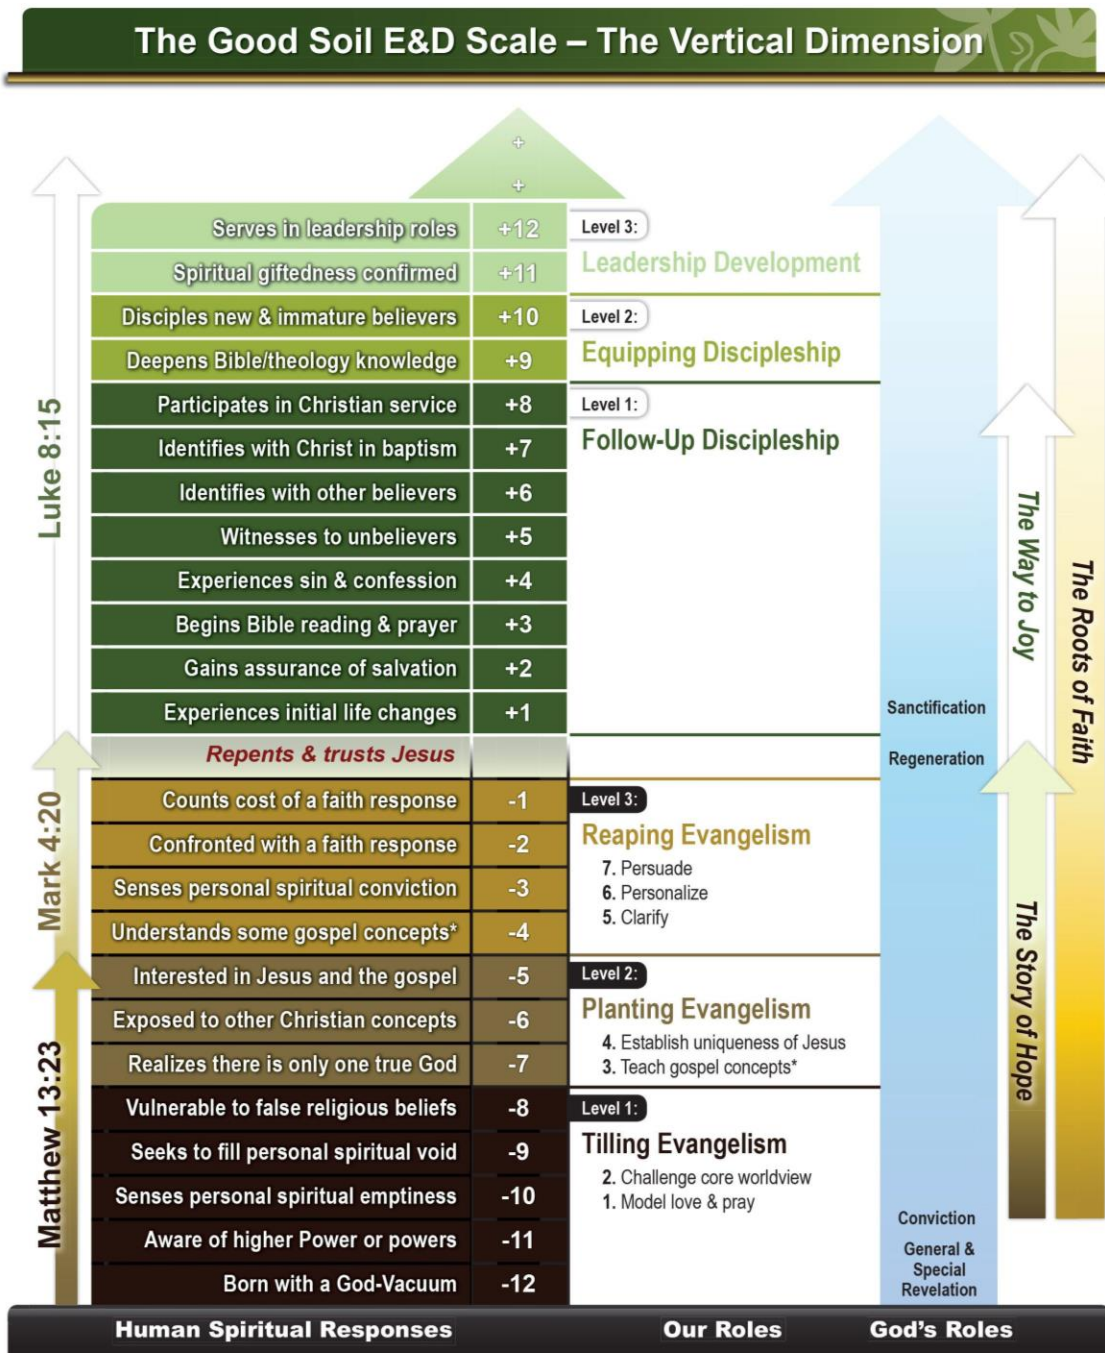 The Good Soil E&D Scale – The Vertical Dimension
+
+
Serves in leadership roles +12
Spiritual giftedness confirmed +11
Disciples new & immature believers +10
Deepens Bible/theology knowledge +9
Participates in Christian service +8
Identifies with Christ in baptism +7
Identifies with other believers +6
Witnesses to unbelievers +5
Experiences sin & confession +4
Begins Bible reading & prayer +3
Gains assurance of salvation +2
Experiences initial life changes +1
Repents & trusts Jesus
Counts cost of a faith response -1
Confronted with a faith response -2
Senses personal spiritual conviction -3
Understands some gospel concepts* -4
Interested in Jesus and the gospel -5
Exposed to other Christian concepts -6
Realizes there is only one true God -7
Vulnerable to false religious beliefs -8
Seeks to fill personal spiritual void -9
Senses personal spiritual emptiness -10
Aware of higher Power or powers -11
Born with a God-Vacuum -12
Luke 8:15
Mark 4:20
Matthew 13:23
Level 3:
Leadership Development
Level 2:
Equipping Discipleship
Level 1:
Follow-Up Discipleship
Level 3:
Reaping Evangelism
7. Persuade
6. Personalize
5. Clarify
Level 2:
Planting Evangelism
4. Establish uniqueness of Jesus
3. Teach gospel concepts*
Level 1:
Tilling Evangelism
2. Challenge core worldview
1. Model love & pray
Sanctification
Regeneration
Conviction
General &
Special
Revelation
The Way to Joy
The Story of Hope
The Roots of Faith
Human Spiritual Responses
Our Roles
God's Roles